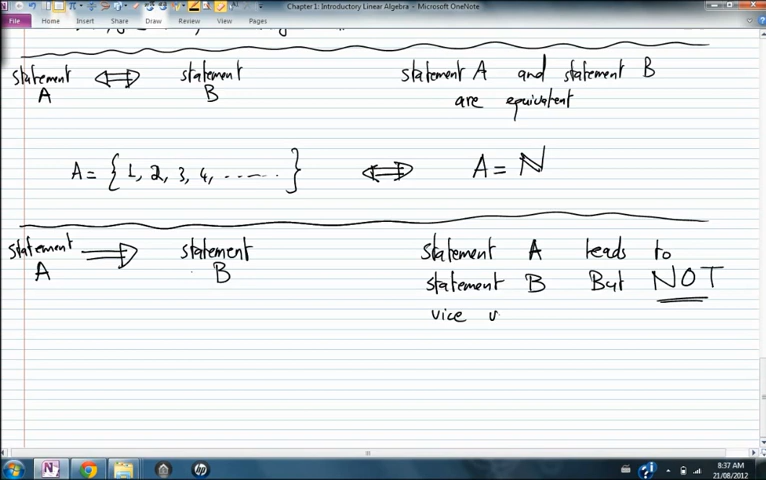 Chapter 1: Introductory Linear Algebra - Microsoft OneNote
File Home Insert Share Draw Review View Pages
statement ⟺ statement statement A and statement B
A B are equivalent
A = {1, 2, 3, 4, ......} ⟺ A = ℕ
statement ⟹ statement statement A leads to
A B statement B But NOT
vice v
8:37 AM
21/08/2012